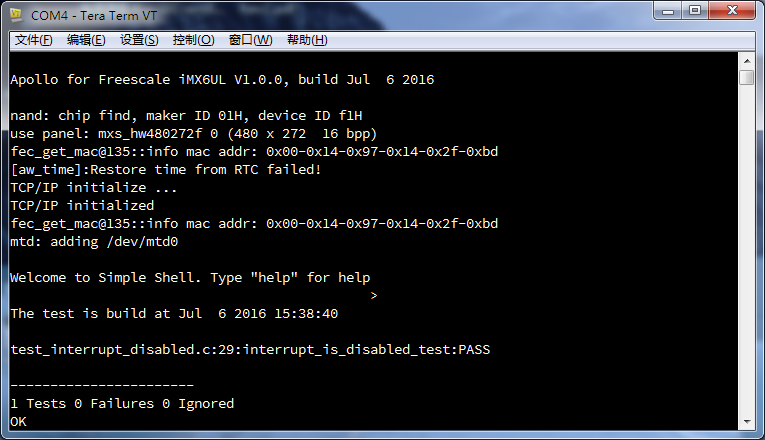 COM4 - Tera Term VT
文件(F) 编辑(E) 设置(S) 控制(O) 窗口(W) 帮助(H)
Apollo for Freescale iMX6UL V1.0.0, build Jul  6 2016
nand: chip find, maker ID 01H, device ID f1H
use panel: mxs_hw480272f 0 (480 x 272  16 bpp)
fec_get_mac@135::info mac addr: 0x00-0x14-0x97-0x14-0x2f-0xbd
[aw_time]:Restore time from RTC failed!
TCP/IP initialize ...
TCP/IP initialized
fec_get_mac@135::info mac addr: 0x00-0x14-0x97-0x14-0x2f-0xbd
mtd: adding /dev/mtd0
Welcome to Simple Shell. Type "help" for help
>
The test is build at Jul  6 2016 15:38:40
test_interrupt_disabled.c:29:interrupt_is_disabled_test:PASS
-----------------------
1 Tests 0 Failures 0 Ignored
OK